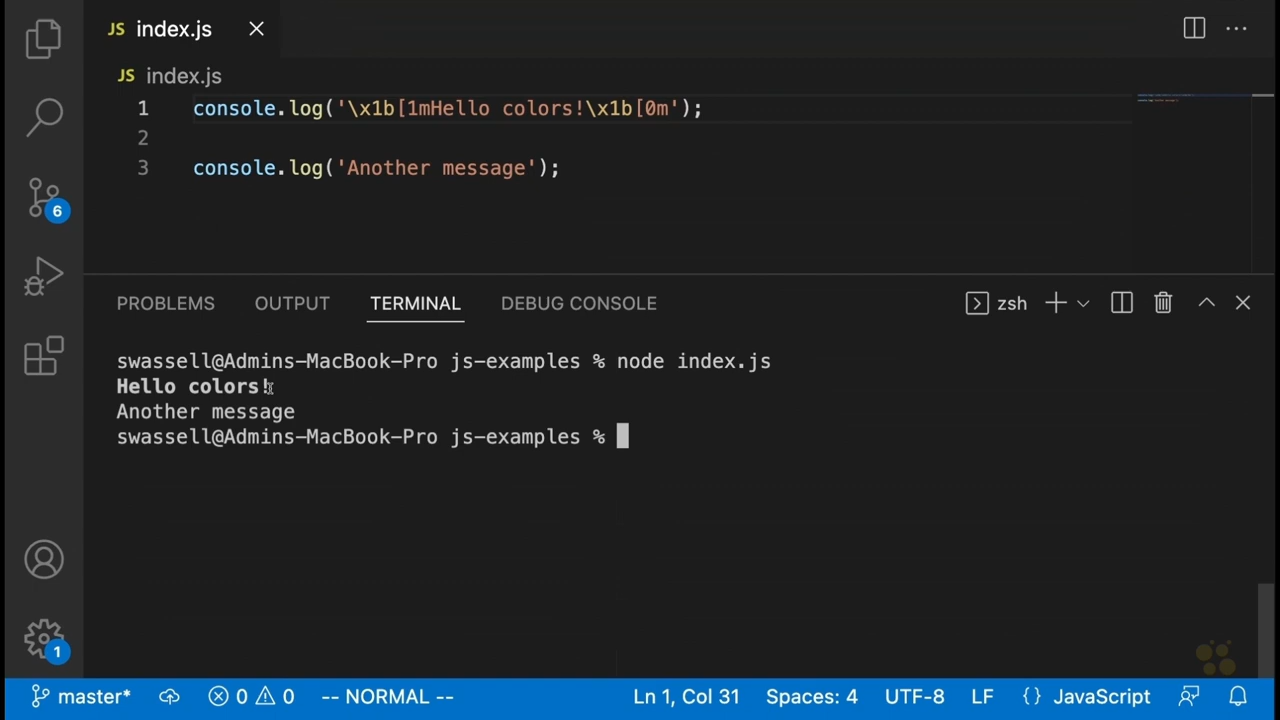 JS index.js
JS index.js
1 console.log('\x1b[1mHello colors!\x1b[0m');
2
3 console.log('Another message');
6
PROBLEMS OUTPUT TERMINAL DEBUG CONSOLE zsh
swassell@Admins-MacBook-Pro js-examples % node index.js
Hello colors!
Another message
swassell@Admins-MacBook-Pro js-examples %
1
master* 0 0 -- NORMAL -- Ln 1, Col 31 Spaces: 4 UTF-8 LF {} JavaScript